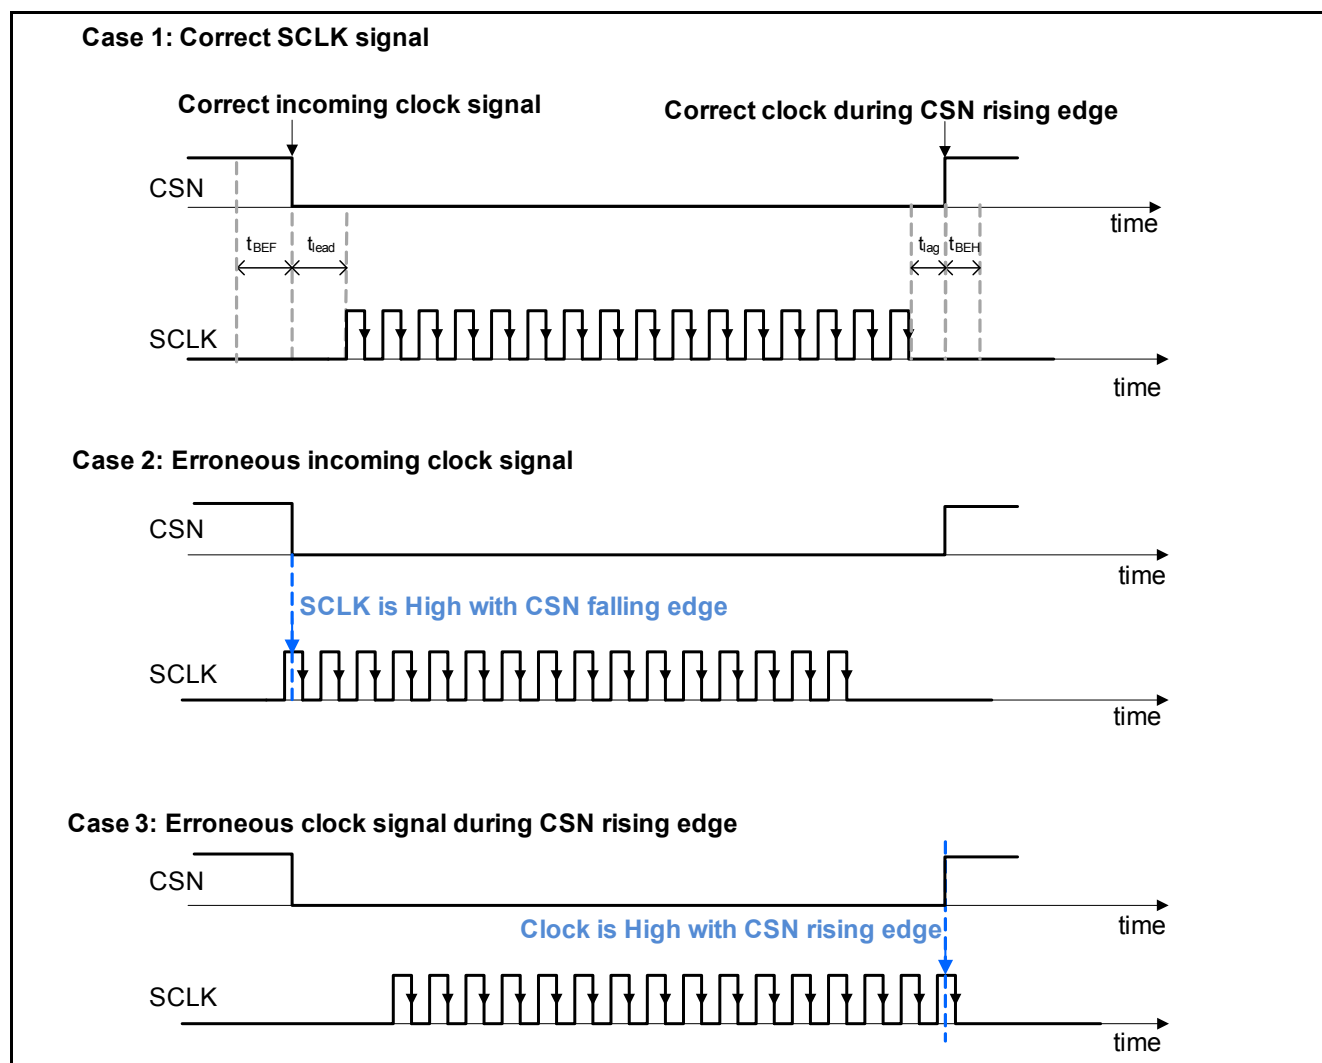 Case 1: Correct SCLK signal
Correct incoming clock signal
Correct clock during CSN rising edge
CSN
time
tBEF
tlead
tlag
tBEH
SCLK
time
Case 2: Erroneous incoming clock signal
CSN
time
SCLK is High with CSN falling edge
SCLK
time
Case 3: Erroneous clock signal during CSN rising edge
CSN
time
Clock is High with CSN rising edge
SCLK
time